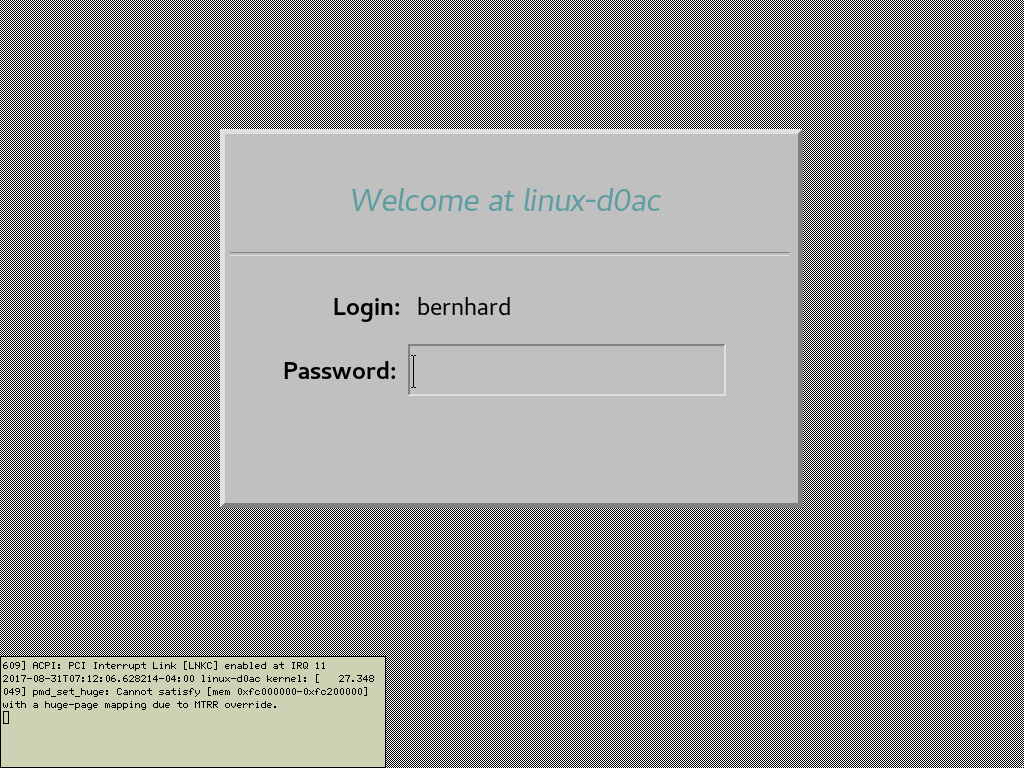 Welcome at linux-d0ac
Login: bernhard
Password:
609] ACPI: PCI Interrupt Link [LNKC] enabled at IRQ 11
2017-08-31T07:12:06.628214-04:00 linux-d0ac kernel: [   27.348
049] pmd_set_huge: Cannot satisfy [mem 0xfc000000-0xfc200000]
with a huge-page mapping due to MTRR override.